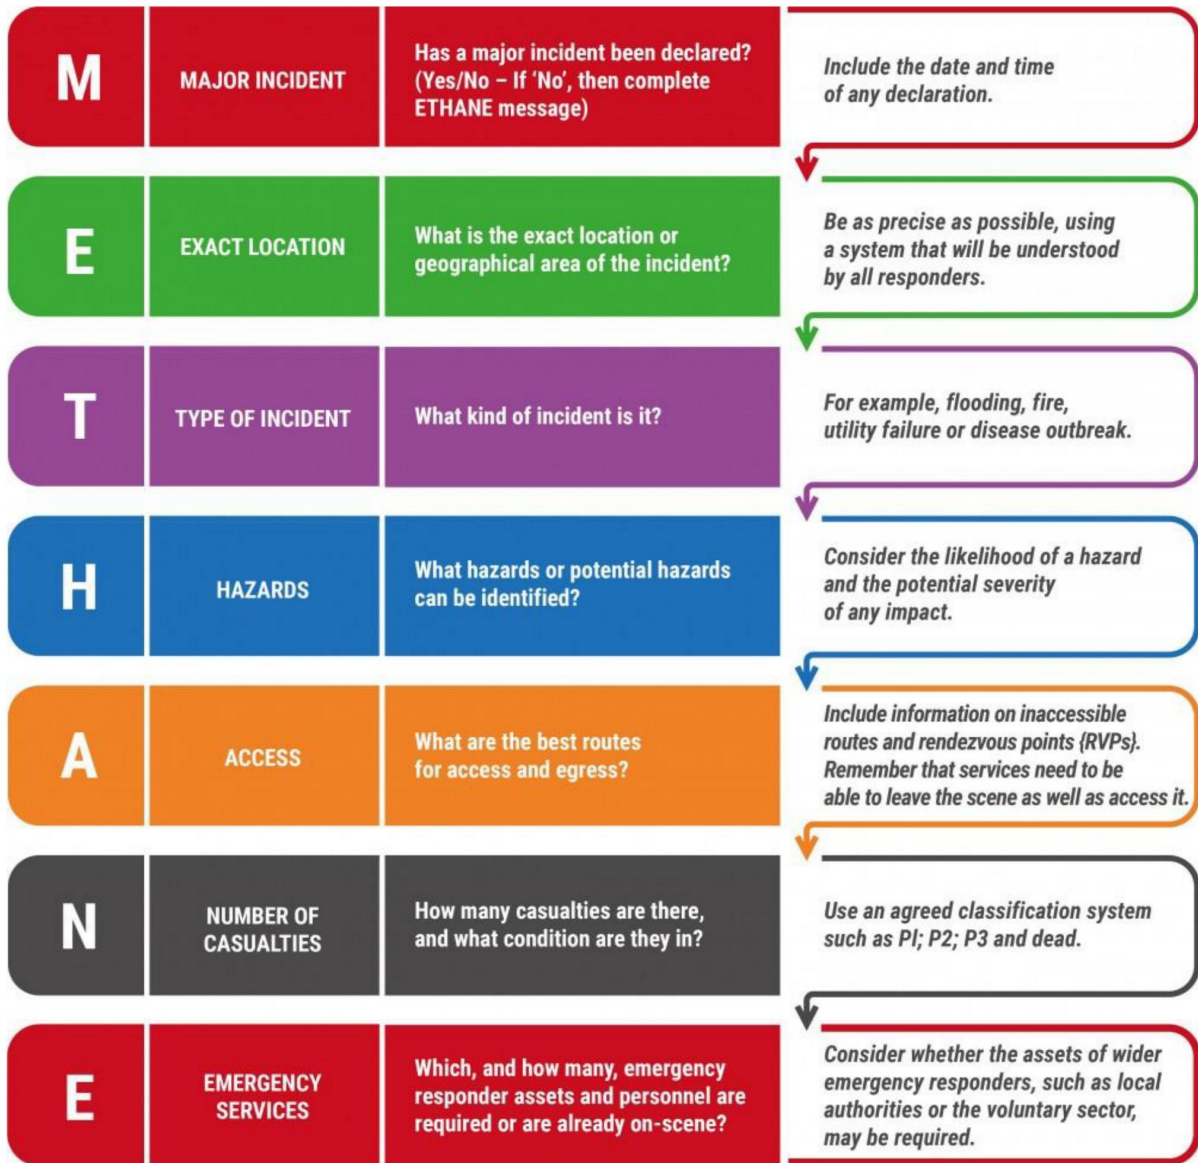 M
MAJOR INCIDENT
Has a major incident been declared?
(Yes/No – If ‘No’, then complete
ETHANE message)
Include the date and time
of any declaration.
E
EXACT LOCATION
What is the exact location or
geographical area of the incident?
Be as precise as possible, using
a system that will be understood
by all responders.
T
TYPE OF INCIDENT
What kind of incident is it?
For example, flooding, fire,
utility failure or disease outbreak.
H
HAZARDS
What hazards or potential hazards
can be identified?
Consider the likelihood of a hazard
and the potential severity
of any impact.
A
ACCESS
What are the best routes
for access and egress?
Include information on inaccessible
routes and rendezvous points {RVPs}.
Remember that services need to be
able to leave the scene as well as access it.
N
NUMBER OF
CASUALTIES
How many casualties are there,
and what condition are they in?
Use an agreed classification system
such as Pl; P2; P3 and dead.
E
EMERGENCY
SERVICES
Which, and how many, emergency
responder assets and personnel are
required or are already on-scene?
Consider whether the assets of wider
emergency responders, such as local
authorities or the voluntary sector,
may be required.